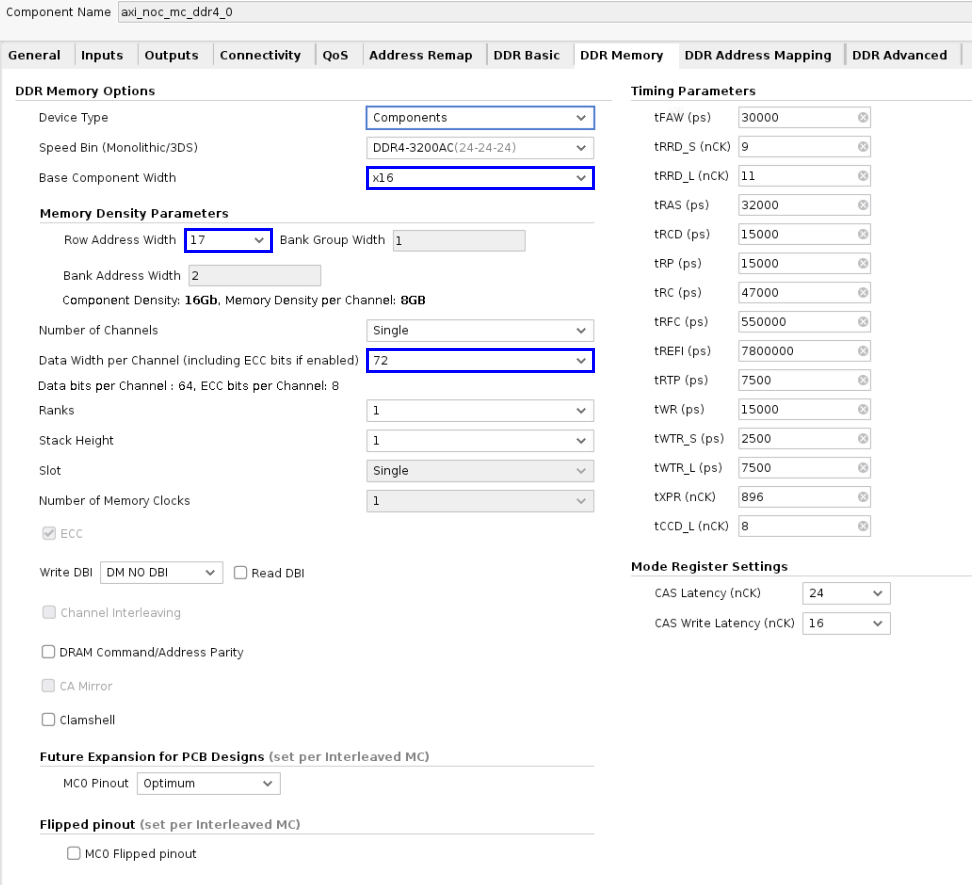 Component Name axi_noc_mc_ddr4_0
General Inputs Outputs Connectivity QoS Address Remap DDR Basic DDR Memory DDR Address Mapping DDR Advanced
DDR Memory Options
Device Type Components
Speed Bin (Monolithic/3DS) DDR4-3200AC(24-24-24)
Base Component Width x16
Memory Density Parameters
Row Address Width 17 Bank Group Width 1
Bank Address Width 2
Component Density: 16Gb, Memory Density per Channel: 8GB
Number of Channels Single
Data Width per Channel (including ECC bits if enabled) 72
Data bits per Channel : 64, ECC bits per Channel: 8
Ranks 1
Stack Height 1
Slot Single
Number of Memory Clocks 1
ECC
Write DBI DM NO DBI Read DBI
Channel Interleaving
DRAM Command/Address Parity
CA Mirror
Clamshell
Future Expansion for PCB Designs (set per Interleaved MC)
MC0 Pinout Optimum
Flipped pinout (set per Interleaved MC)
MC0 Flipped pinout
Timing Parameters
tFAW (ps) 30000
tRRD_S (nCK) 9
tRRD_L (nCK) 11
tRAS (ps) 32000
tRCD (ps) 15000
tRP (ps) 15000
tRC (ps) 47000
tRFC (ps) 550000
tREFI (ps) 7800000
tRTP (ps) 7500
tWR (ps) 15000
tWTR_S (ps) 2500
tWTR_L (ps) 7500
tXPR (nCK) 896
tCCD_L (nCK) 8
Mode Register Settings
CAS Latency (nCK) 24
CAS Write Latency (nCK) 16